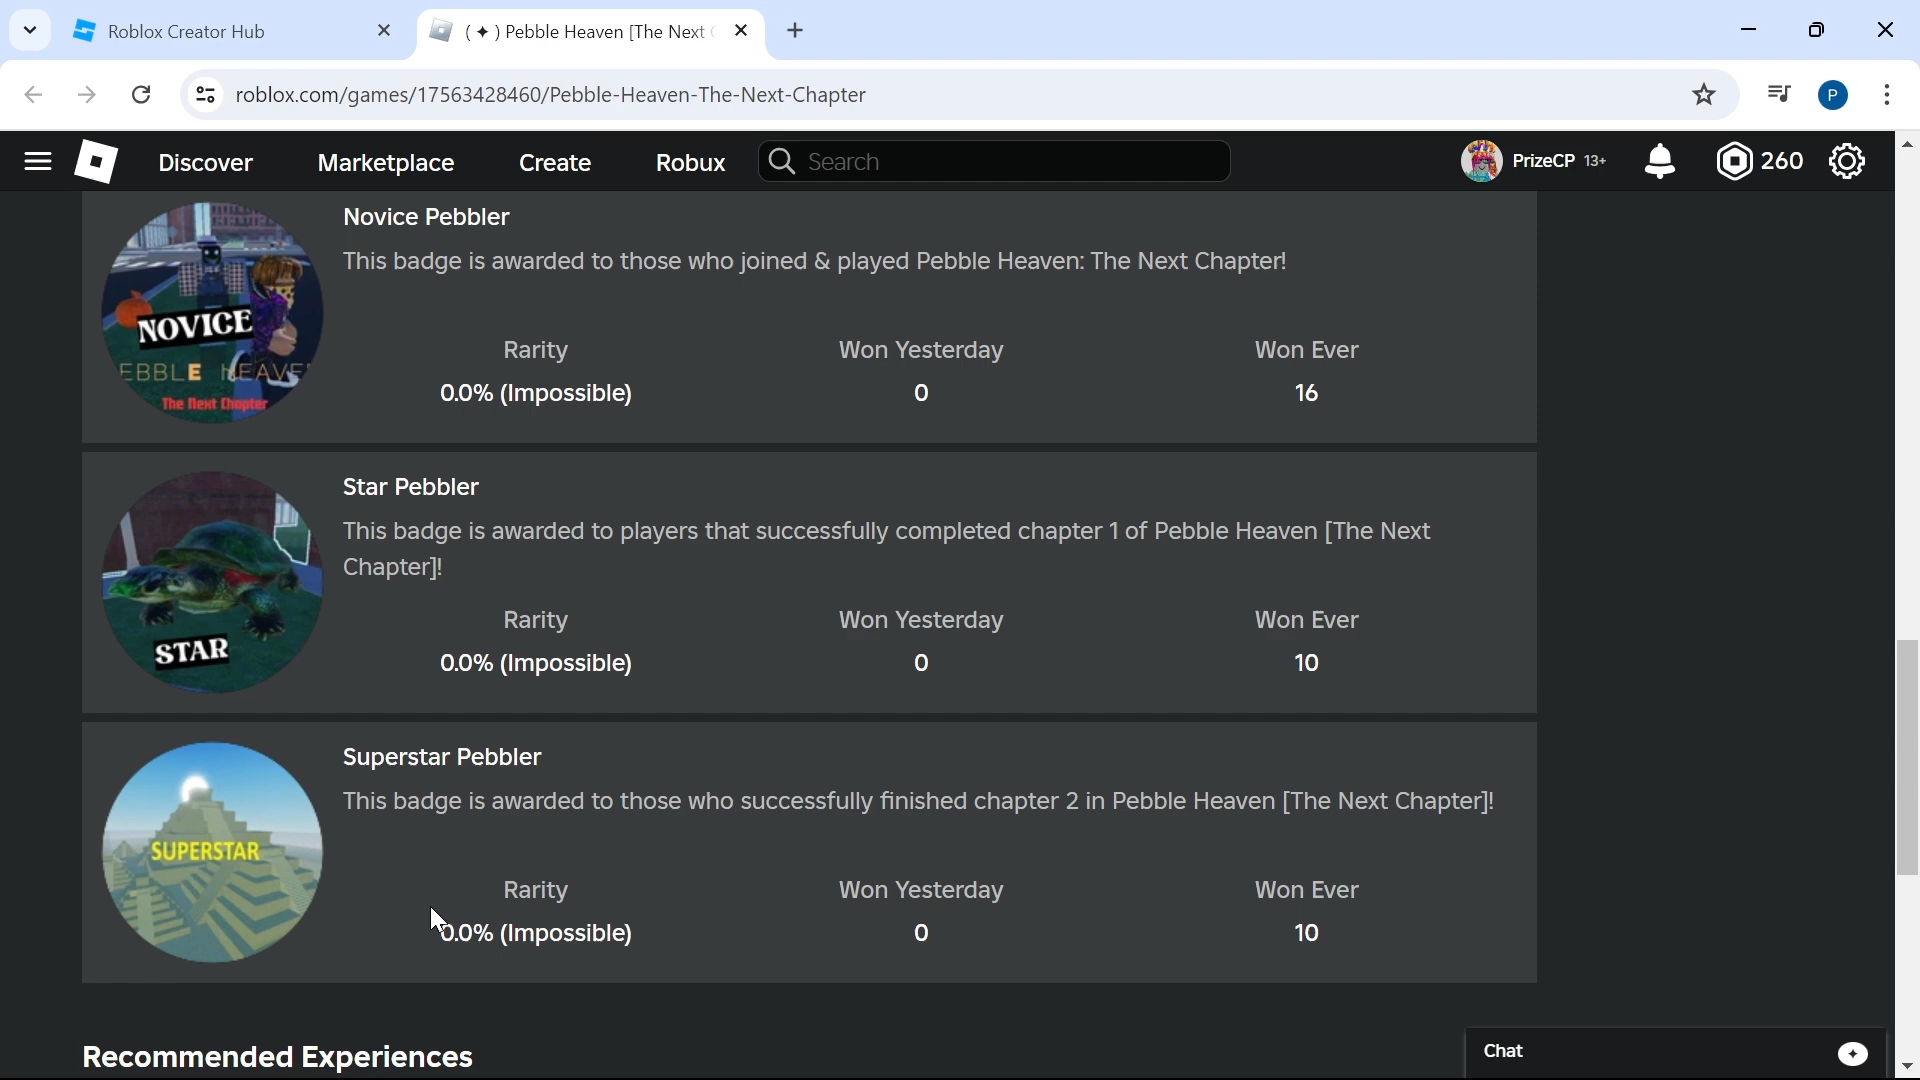 Roblox Creator Hub
( ✦ ) Pebble Heaven [The Next
roblox.com/games/17563428460/Pebble-Heaven-The-Next-Chapter
P
Discover Marketplace Create Robux Search PrizeCP 13+ 260
Novice Pebbler
This badge is awarded to those who joined & played Pebble Heaven: The Next Chapter!
NOVICE
EBBLE HEAVE
The Next Chapter
Rarity Won Yesterday Won Ever
0.0% (Impossible) 0 16
Star Pebbler
This badge is awarded to players that successfully completed chapter 1 of Pebble Heaven [The Next
Chapter]!
STAR
Rarity Won Yesterday Won Ever
0.0% (Impossible) 0 10
Superstar Pebbler
This badge is awarded to those who successfully finished chapter 2 in Pebble Heaven [The Next Chapter]!
SUPERSTAR
Rarity Won Yesterday Won Ever
0.0% (Impossible) 0 10
Recommended Experiences
Chat